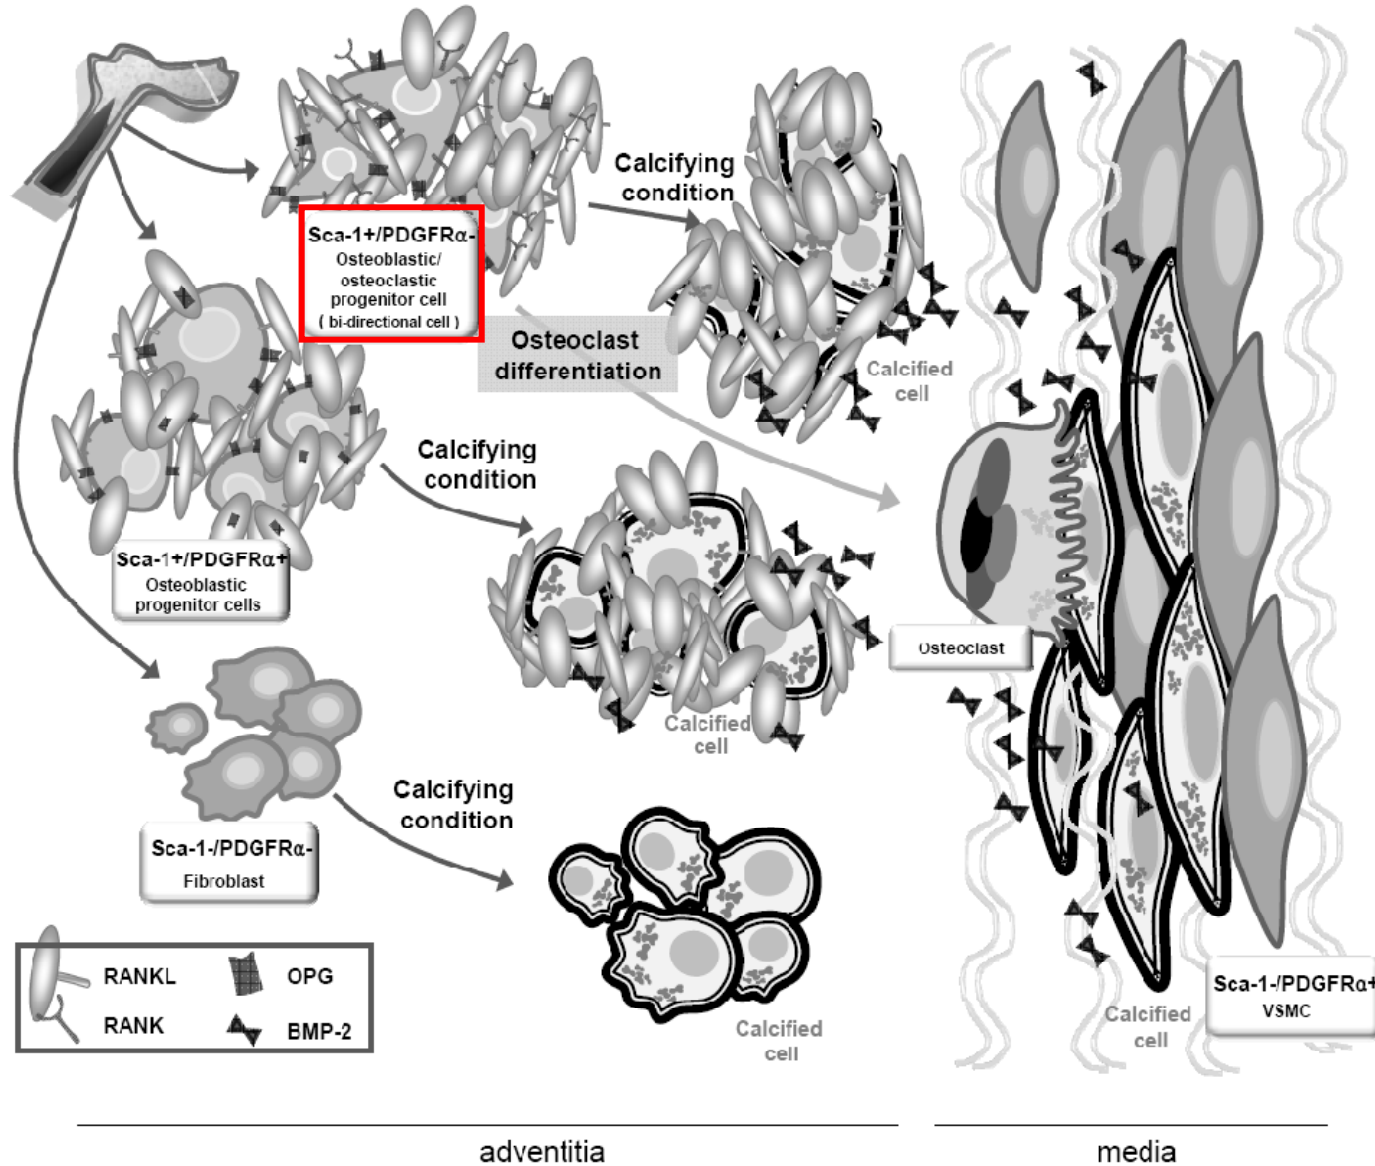 Calcifying
condition
Sca-1+/PDGFRα-
Osteoblastic/
osteoclastic
progenitor cell
( bi-directional cell )
Osteoclast
differentiation
Calcified
cell
Calcifying
condition
Sca-1+/PDGFRα+
Osteoblastic
progenitor cells
Osteoclast
Calcified
cell
Calcifying
condition
Sca-1-/PDGFRα-
Fibroblast
RANKL
OPG
RANK
BMP-2
Calcified
cell
Calcified
cell
Sca-1-/PDGFRα+
VSMC
adventitia
media